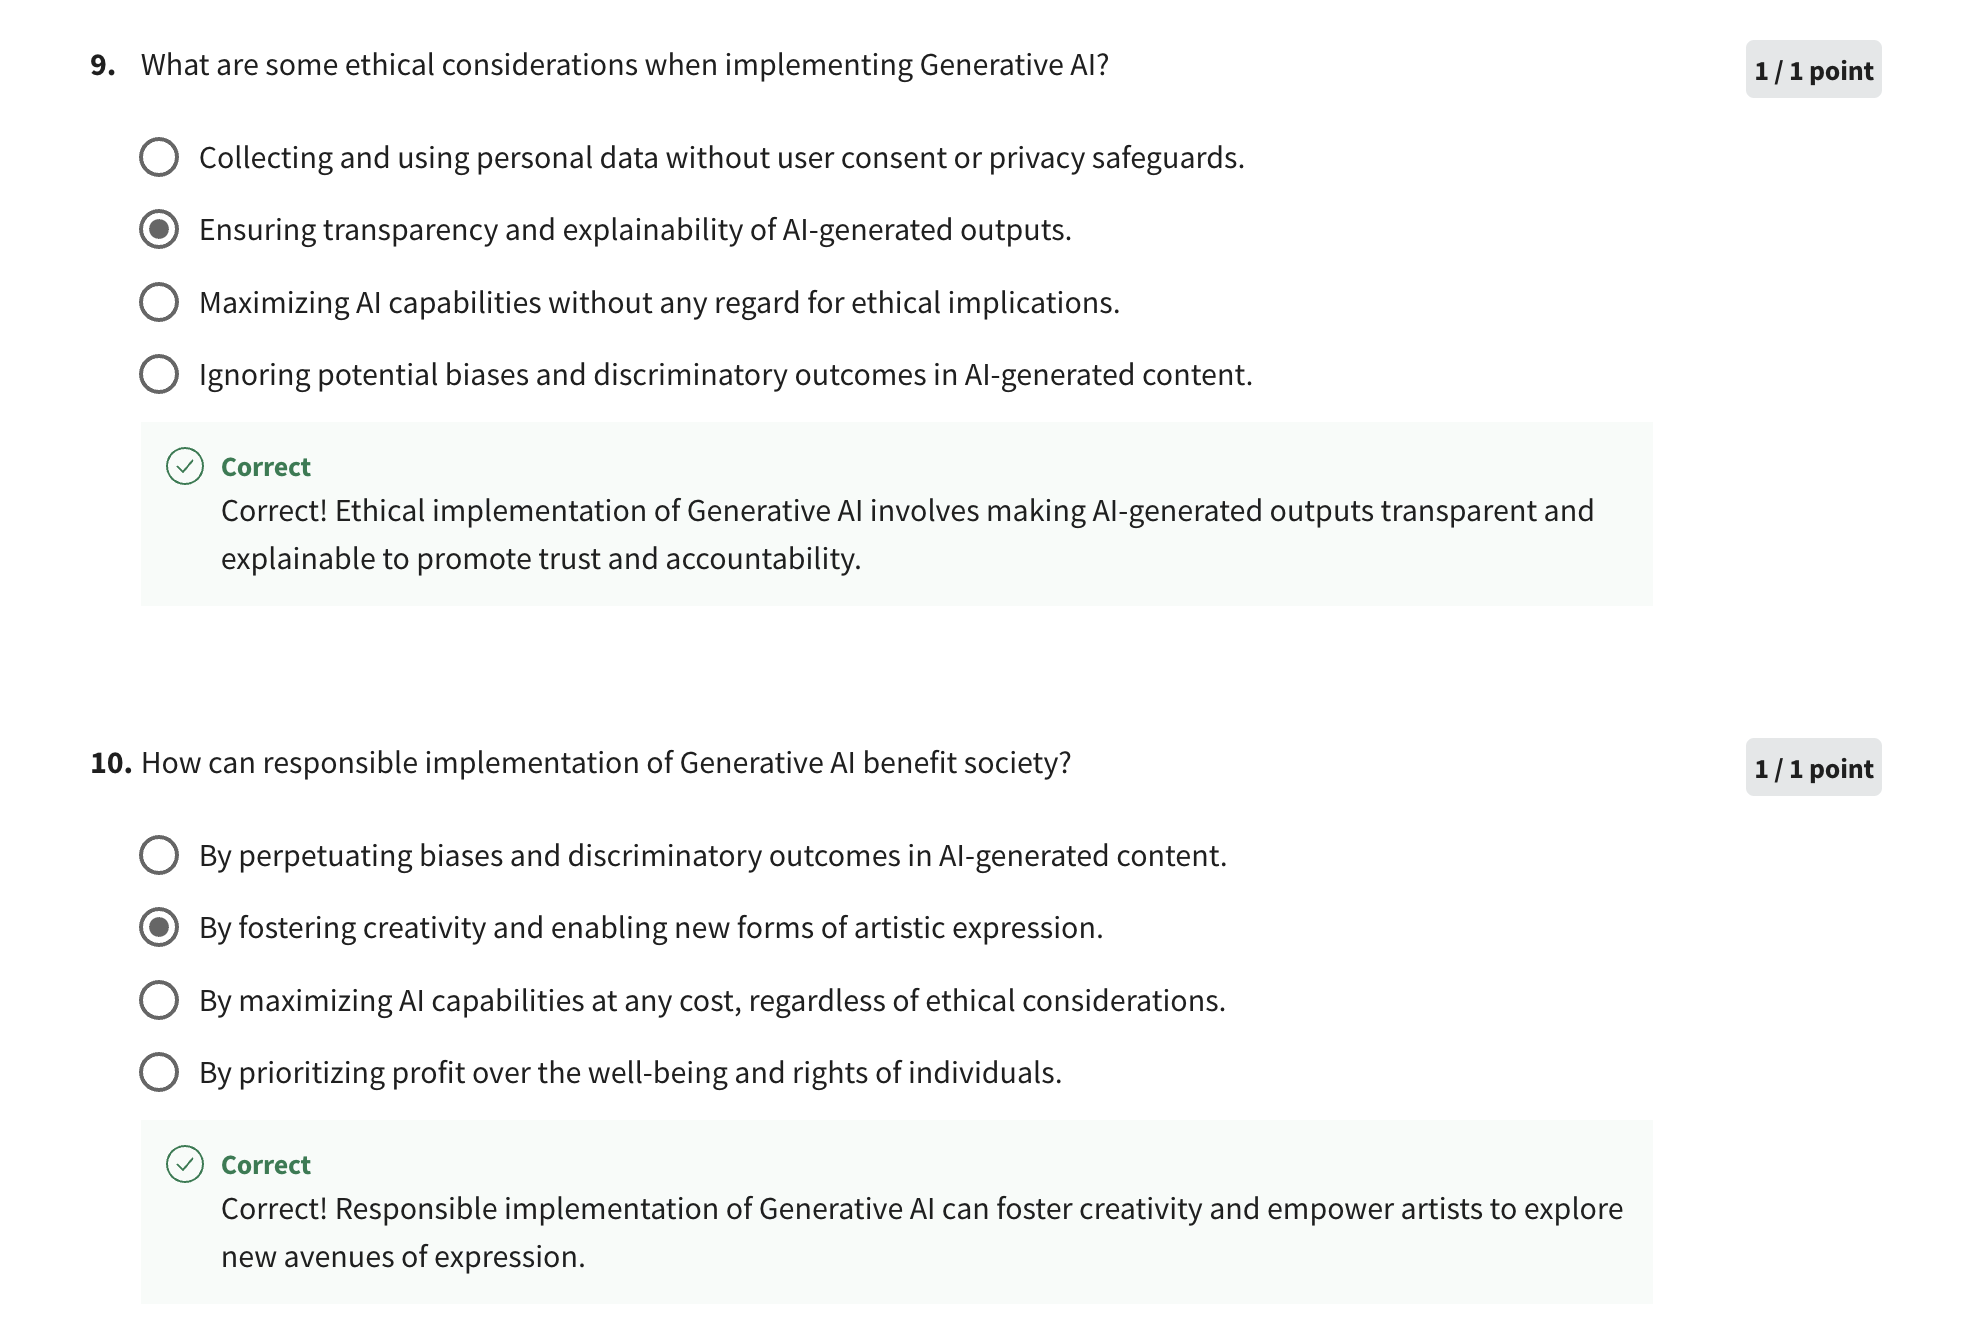 9. What are some ethical considerations when implementing Generative AI?
1 / 1 point
Collecting and using personal data without user consent or privacy safeguards.
Ensuring transparency and explainability of AI-generated outputs.
Maximizing AI capabilities without any regard for ethical implications.
Ignoring potential biases and discriminatory outcomes in AI-generated content.
Correct
Correct! Ethical implementation of Generative AI involves making AI-generated outputs transparent and
explainable to promote trust and accountability.
10. How can responsible implementation of Generative AI benefit society?
1 / 1 point
By perpetuating biases and discriminatory outcomes in AI-generated content.
By fostering creativity and enabling new forms of artistic expression.
By maximizing AI capabilities at any cost, regardless of ethical considerations.
By prioritizing profit over the well-being and rights of individuals.
Correct
Correct! Responsible implementation of Generative AI can foster creativity and empower artists to explore
new avenues of expression.